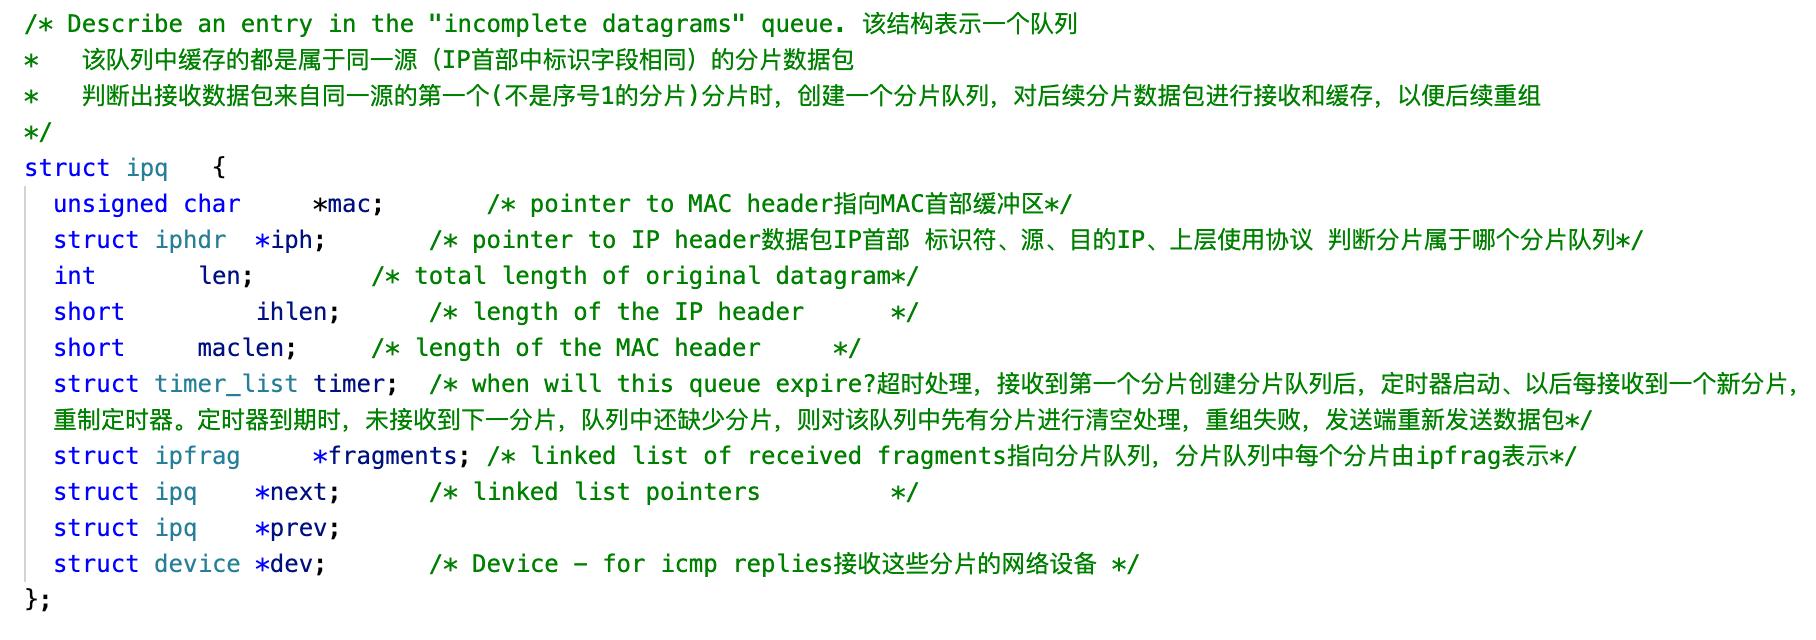 /* Describe an entry in the "incomplete datagrams" queue. 该结构表示一个队列
*   该队列中缓存的都是属于同一源（IP首部中标识字段相同）的分片数据包
*   判断出接收数据包来自同一源的第一个(不是序号1的分片)分片时，创建一个分片队列，对后续分片数据包进行接收和缓存，以便后续重组
*/
struct ipq   {
  unsigned char     *mac;       /* pointer to MAC header指向MAC首部缓冲区*/
  struct iphdr  *iph;       /* pointer to IP header数据包IP首部 标识符、源、目的IP、上层使用协议 判断分片属于哪个分片队列*/
  int       len;        /* total length of original datagram*/
  short         ihlen;      /* length of the IP header      */
  short     maclen;     /* length of the MAC header     */
  struct timer_list timer;  /* when will this queue expire?超时处理，接收到第一个分片创建分片队列后，定时器启动、以后每接收到一个新分片，
  重制定时器。定时器到期时，未接收到下一分片，队列中还缺少分片，则对该队列中先有分片进行清空处理，重组失败，发送端重新发送数据包*/
  struct ipfrag     *fragments; /* linked list of received fragments指向分片队列，分片队列中每个分片由ipfrag表示*/
  struct ipq    *next;      /* linked list pointers         */
  struct ipq    *prev;
  struct device *dev;       /* Device - for icmp replies接收这些分片的网络设备 */
};